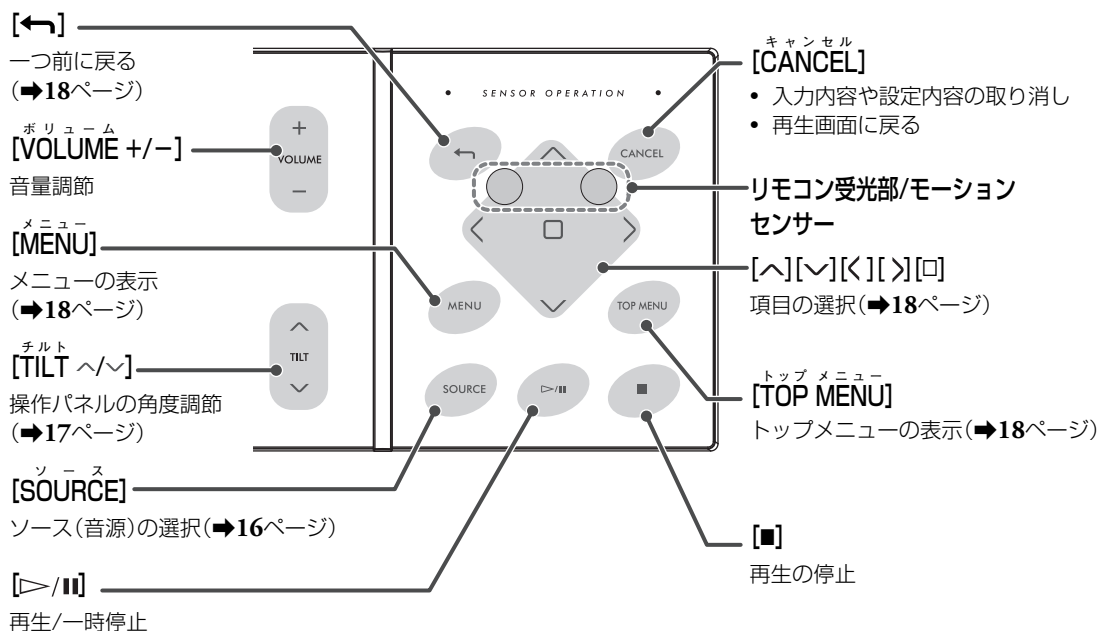 [↰]
一つ前に戻る
(➡18ページ)
ボリューム
[VOLUME +/−]
音量調節
メニュー
[MENU]
メニューの表示
(➡18ページ)
チルト
[TILT ︿/﹀]
操作パネルの角度調節
(➡17ページ)
ソース
[SOURCE]
ソース(音源)の選択(➡16ページ)
[▷/II]
再生/一時停止
• SENSOR OPERATION •
+
VOLUME
−
TILT
CANCEL
MENU
TOP MENU
SOURCE
▷/II
■
キャンセル
[CANCEL]
• 入力内容や設定内容の取り消し
• 再生画面に戻る
リモコン受光部/モーション
センサー
[︿][﹀][〈][〉][□]
項目の選択(➡18ページ)
トップ メニュー
[TOP MENU]
トップメニューの表示(➡18ページ)
[■]
再生の停止